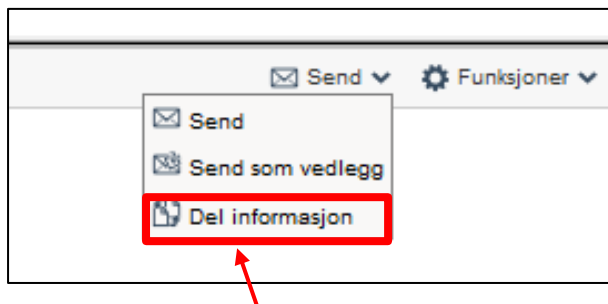 Send Funksjoner
Send
Send som vedlegg
Del informasjon